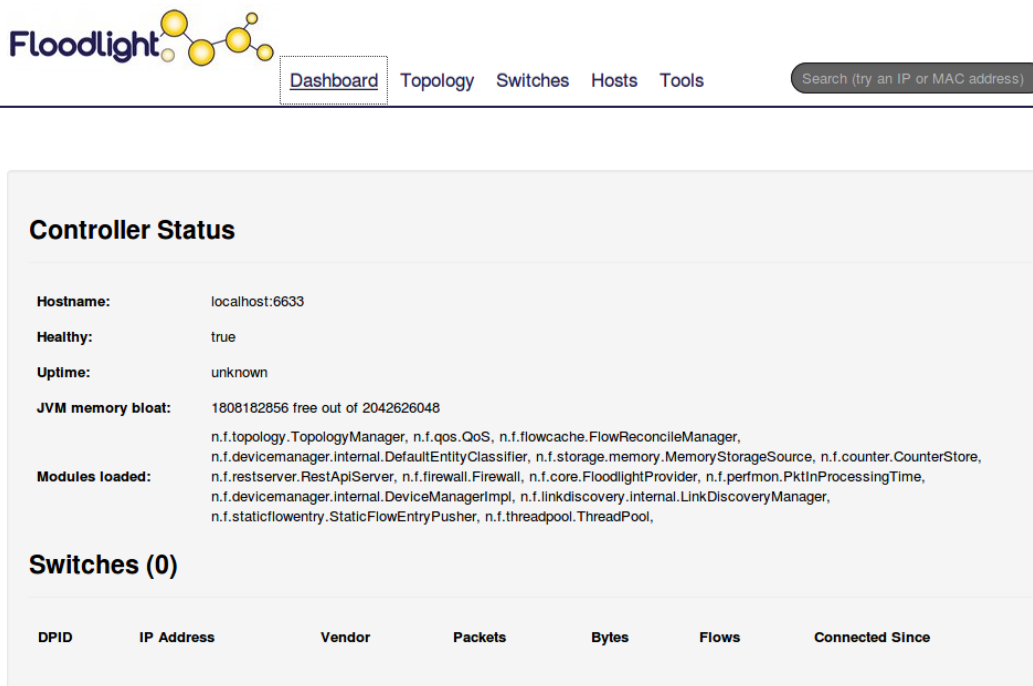 Floodlight
Dashboard Topology Switches Hosts Tools Search (try an IP or MAC address)
Controller Status
Hostname: localhost:6633
Healthy: true
Uptime: unknown
JVM memory bloat: 1808182856 free out of 2042626048
n.f.topology.TopologyManager, n.f.qos.QoS, n.f.flowcache.FlowReconcileManager,
n.f.devicemanager.internal.DefaultEntityClassifier, n.f.storage.memory.MemoryStorageSource, n.f.counter.CounterStore,
Modules loaded: n.f.restserver.RestApiServer, n.f.firewall.Firewall, n.f.core.FloodlightProvider, n.f.perfmon.PktInProcessingTime,
n.f.devicemanager.internal.DeviceManagerImpl, n.f.linkdiscovery.internal.LinkDiscoveryManager,
n.f.staticflowentry.StaticFlowEntryPusher, n.f.threadpool.ThreadPool,
Switches (0)
DPID IP Address Vendor Packets Bytes Flows Connected Since